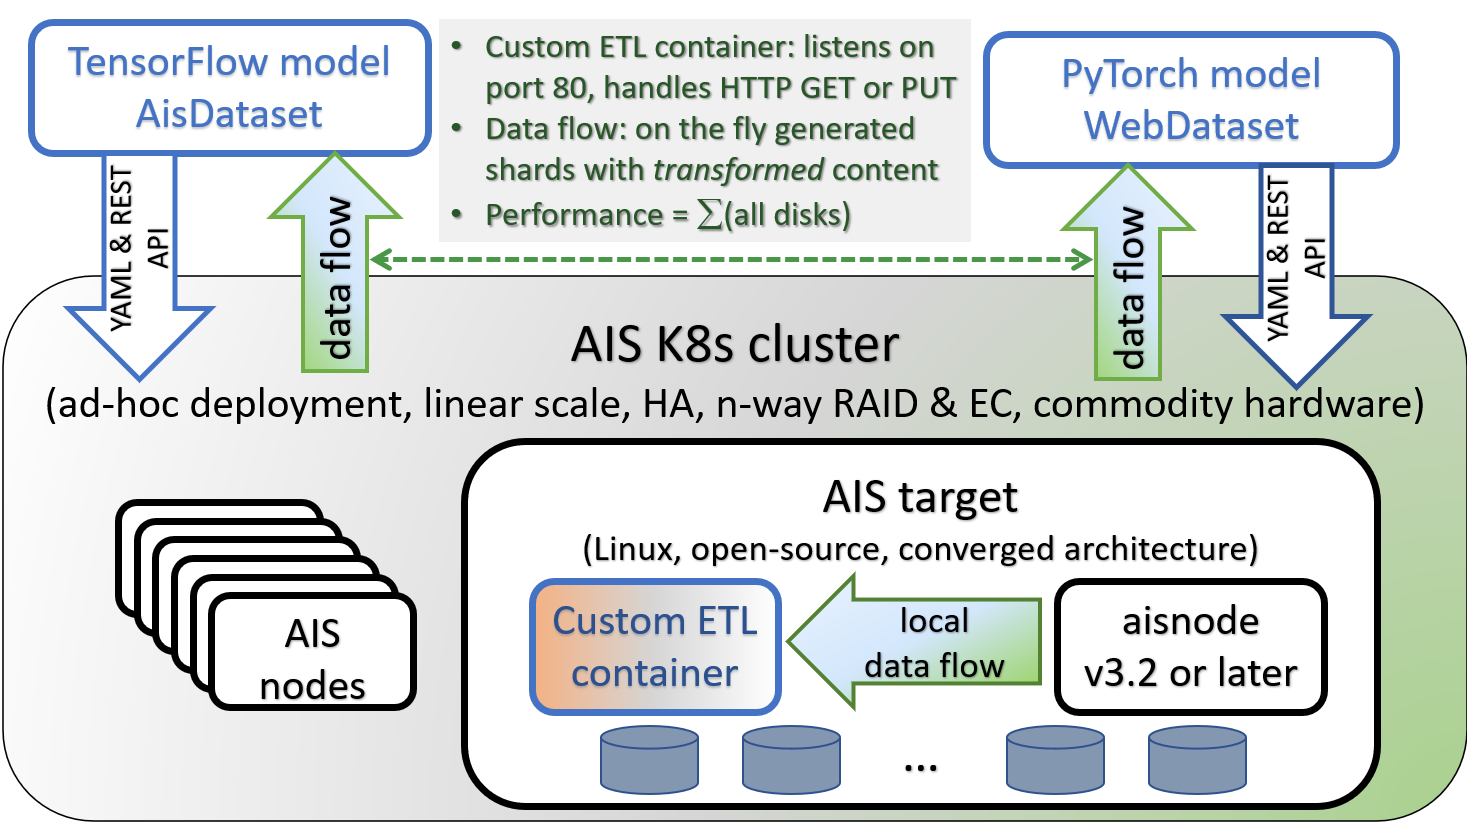 TensorFlow model
AisDataset
• Custom ETL container: listens on
port 80, handles HTTP GET or PUT
• Data flow: on the fly generated
shards with transformed content
• Performance = ∑(all disks)
PyTorch model
WebDataset
YAML & REST
API
data flow
data flow
YAML & REST
API
AIS K8s cluster
(ad-hoc deployment, linear scale, HA, n-way RAID & EC, commodity hardware)
AIS
nodes
AIS target
(Linux, open-source, converged architecture)
Custom ETL
container
local
data flow
aisnode
v3.2 or later
...